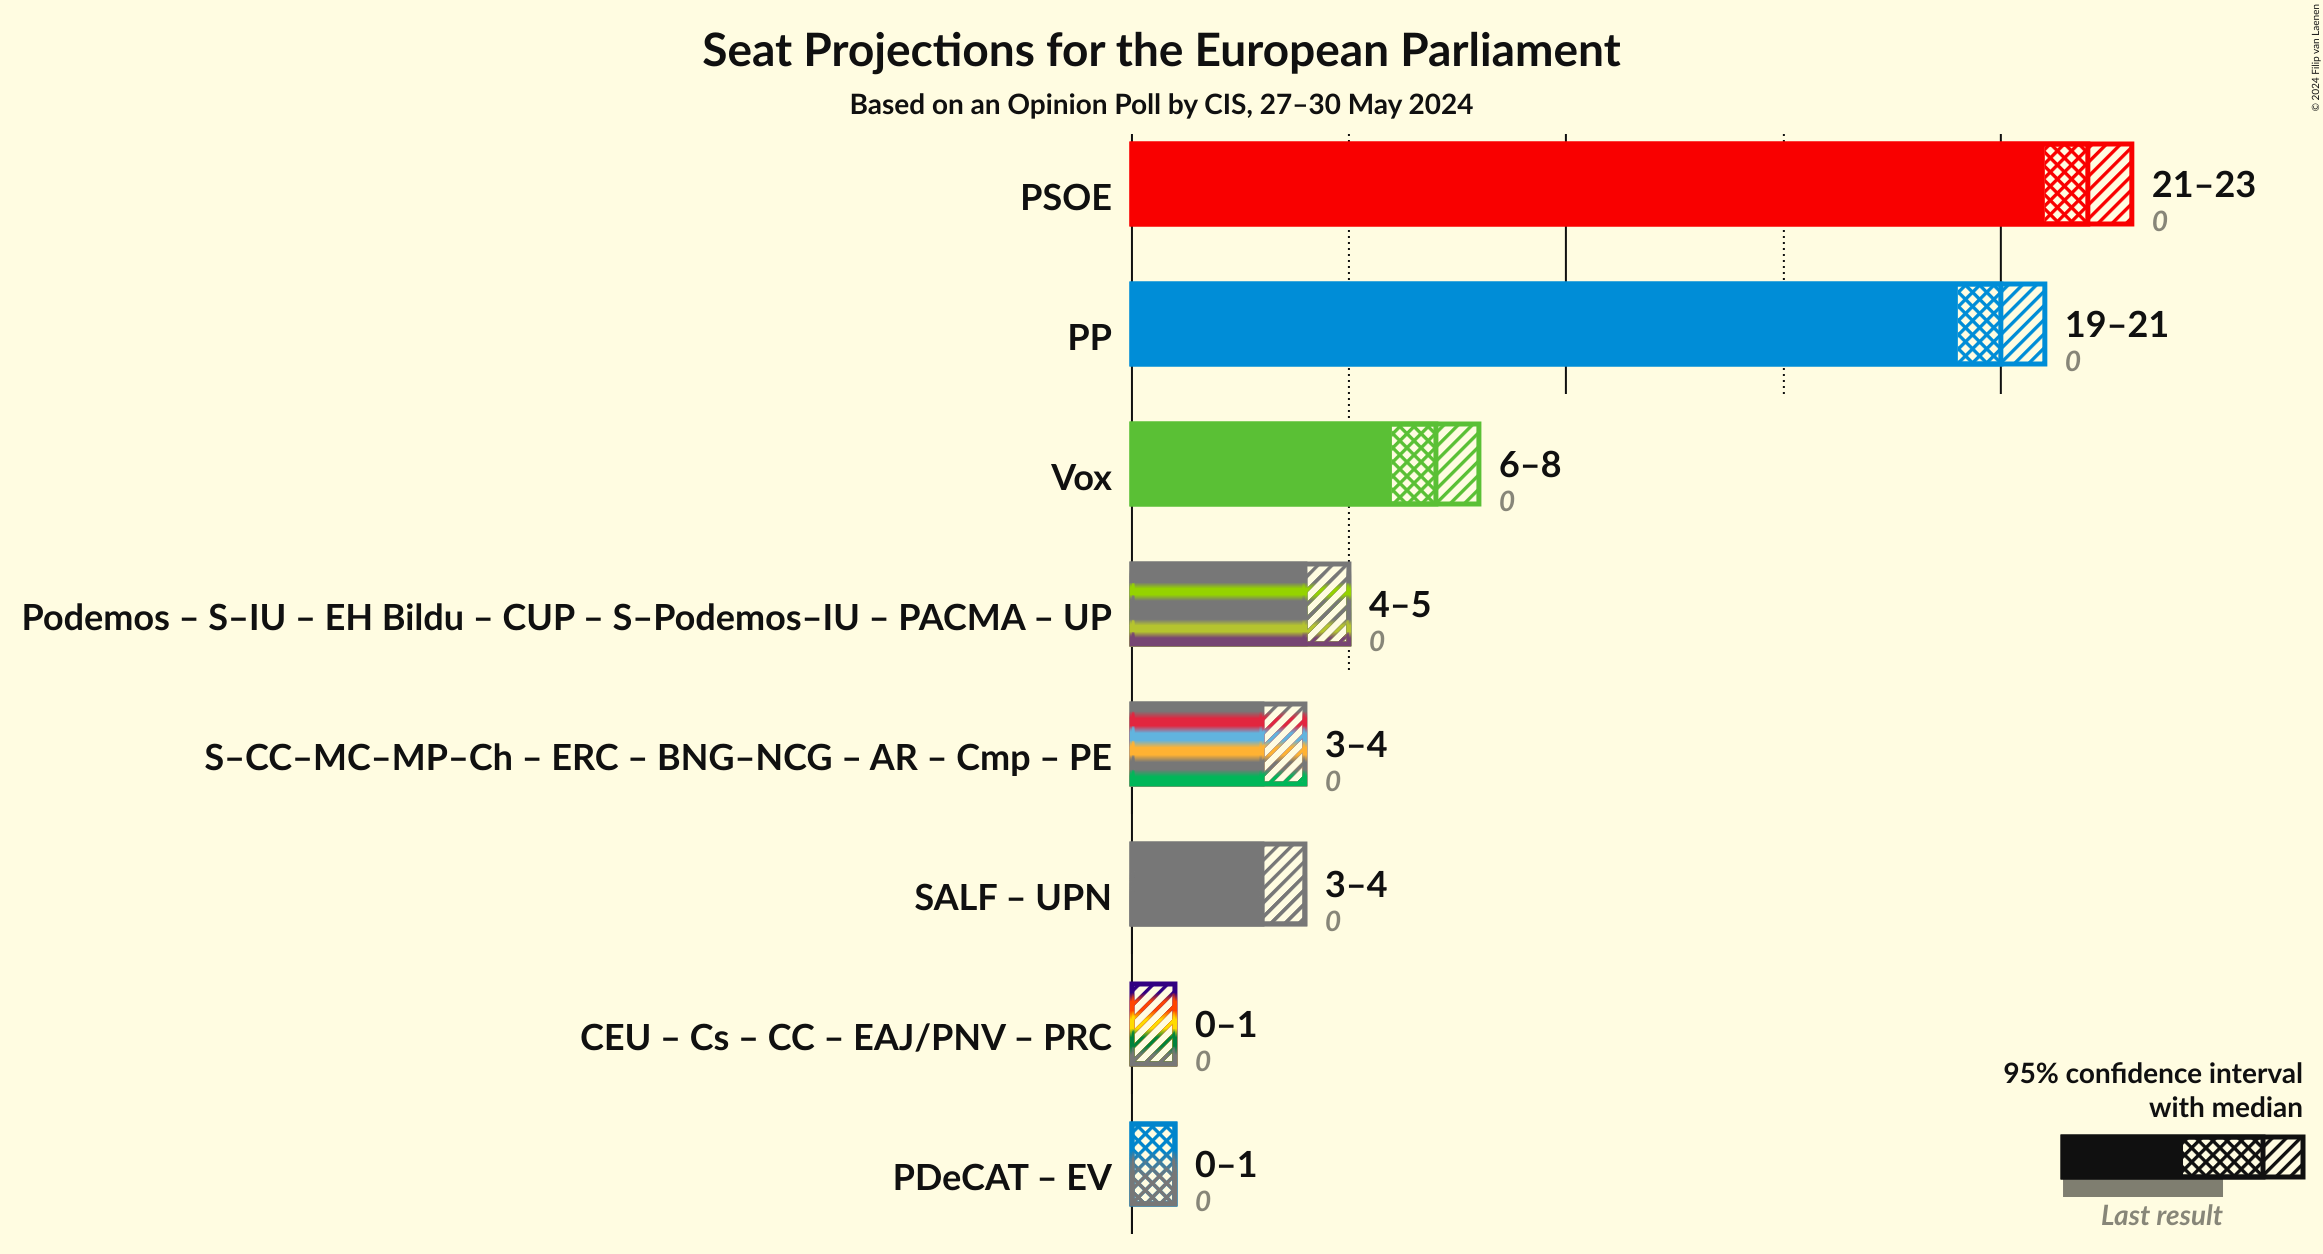 Seat Projections for the European Parliament
Based on an Opinion Poll by CIS, 27–30 May 2024
© 2024 Filip van Laenen
PSOE
21–23
0
PP
19–21
0
Vox
6–8
0
Podemos – S–IU – EH Bildu – CUP – S–Podemos–IU – PACMA – UP
4–5
0
S–CC–MC–MP–Ch – ERC – BNG–NCG – AR – Cmp – PE
3–4
0
SALF – UPN
3–4
0
CEU – Cs – CC – EAJ/PNV – PRC
0–1
0
PDeCAT – EV
0–1
0
95% confidence interval
with median
Last result